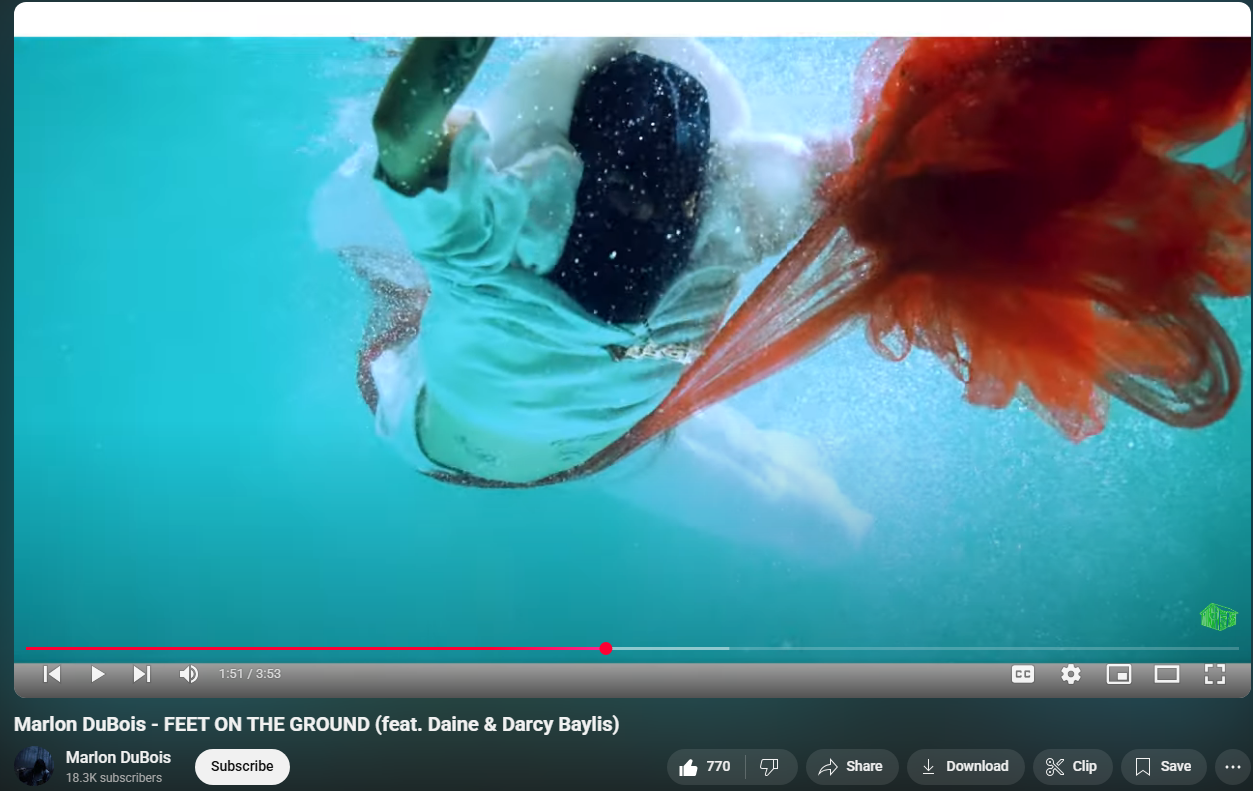 1:51 / 3:53
CC
Marlon DuBois - FEET ON THE GROUND (feat. Daine & Darcy Baylis)
Marlon DuBois
18.3K subscribers
Subscribe
770
Share
Download
Clip
Save